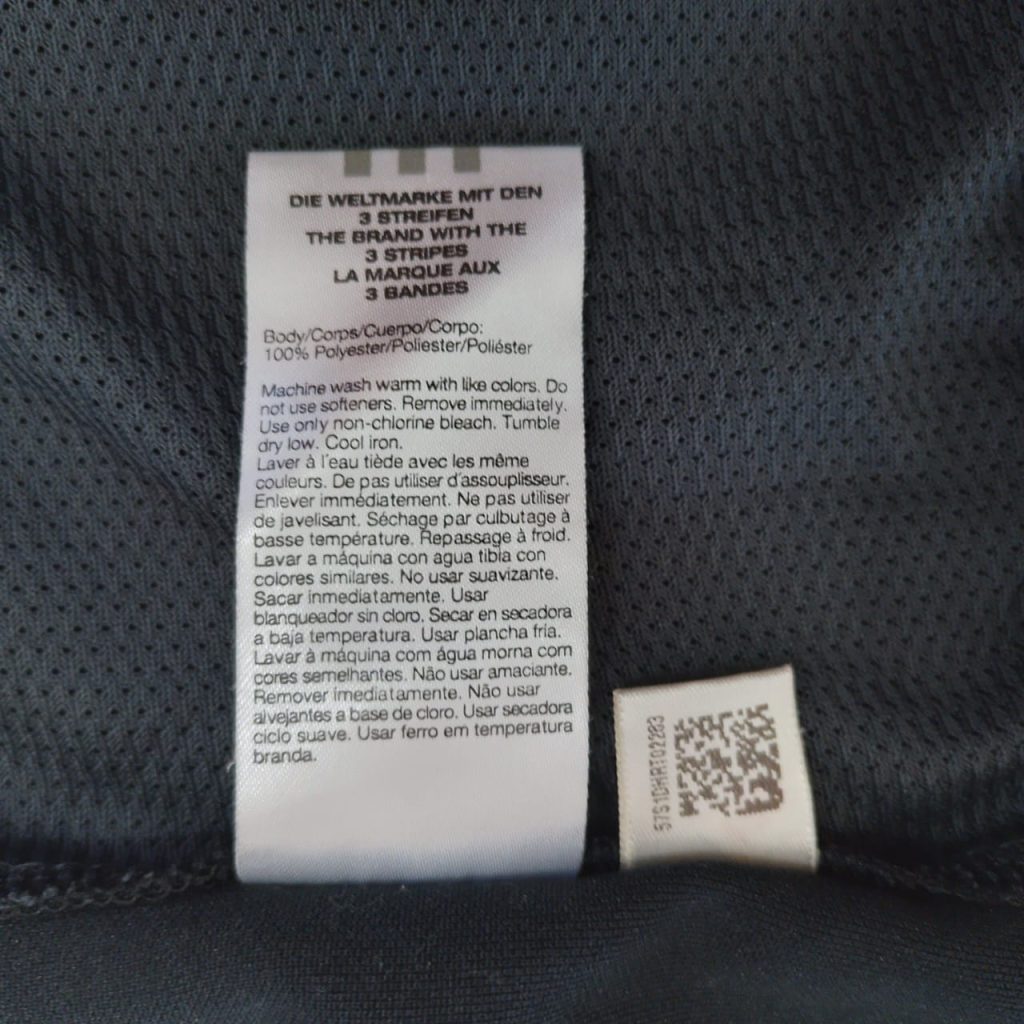 DIE WELTMARKE MIT DEN
3 STREIFEN
THE BRAND WITH THE
3 STRIPES
LA MARQUE AUX
3 BANDES
Body/Corps/Cuerpo/Corpo:
100% Polyester/Poliester/Poliéster
Machine wash warm with like colors. Do
not use softeners. Remove immediately.
Use only non-chlorine bleach. Tumble
dry low. Cool iron.
Laver à l'eau tiède avec les même
couleurs. De pas utiliser d'assouplisseur.
Enlever immédiatement. Ne pas utiliser
de javelisant. Séchage par culbutage à
basse température. Repassage à froid.
Lavar a máquina con agua tibia con
colores similares. No usar suavizante.
Sacar inmediatamente. Usar
blanqueador sin cloro. Secar en secadora
a baja temperatura. Usar plancha fría.
Lavar à máquina com água morna com
cores semelhantes. Não usar amaciante.
Remover imediatamente. Não usar
alvejantes a base de cloro. Usar secadora
ciclo suave. Usar ferro em temperatura
branda.
57S1DHRT02283